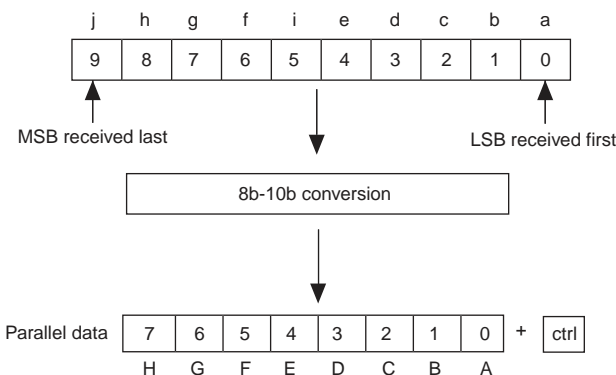 j h g f i e d c b a
9 8 7 6 5 4 3 2 1 0
MSB received last LSB received first
8b-10b conversion
Parallel data 7 6 5 4 3 2 1 0 + ctrl
H G F E D C B A